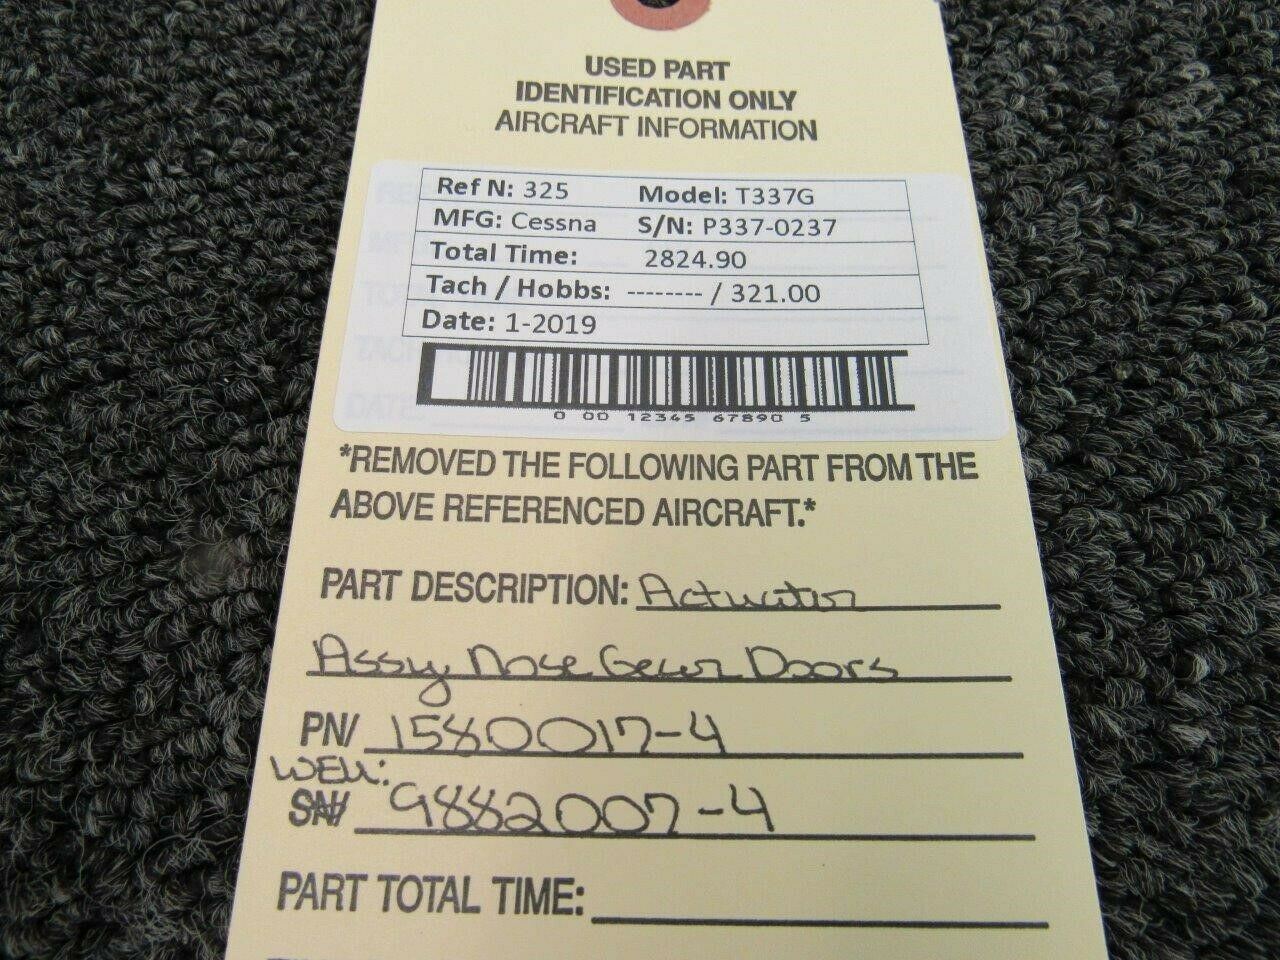 USED PART
IDENTIFICATION ONLY
AIRCRAFT INFORMATION
Ref N: 325 Model: T337G
MFG: Cessna S/N: P337-0237
Total Time: 2824.90
Tach / Hobbs: -------- / 321.00
Date: 1-2019
0 00 12345 67890 5
*REMOVED THE FOLLOWING PART FROM THE
ABOVE REFERENCED AIRCRAFT.*
PART DESCRIPTION: Actuator
Assy Nose Gear Doors
PN/ 1580017-4
WEU:
SN/ 9882007-4
PART TOTAL TIME: